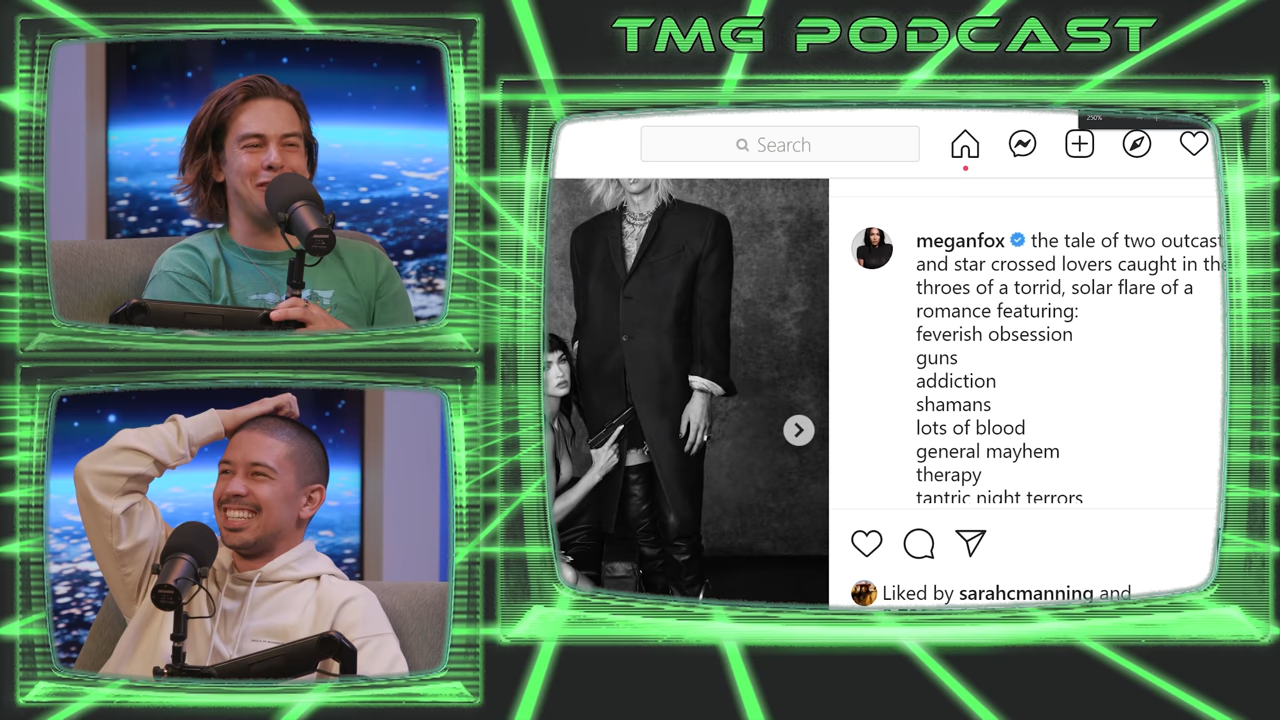 TMG PODCAST
250%
Search
meganfox the tale of two outcast
and star crossed lovers caught in the
throes of a torrid, solar flare of a
romance featuring:
feverish obsession
guns
addiction
shamans
lots of blood
general mayhem
therapy
tantric night terrors
Liked by sarahcmanning and